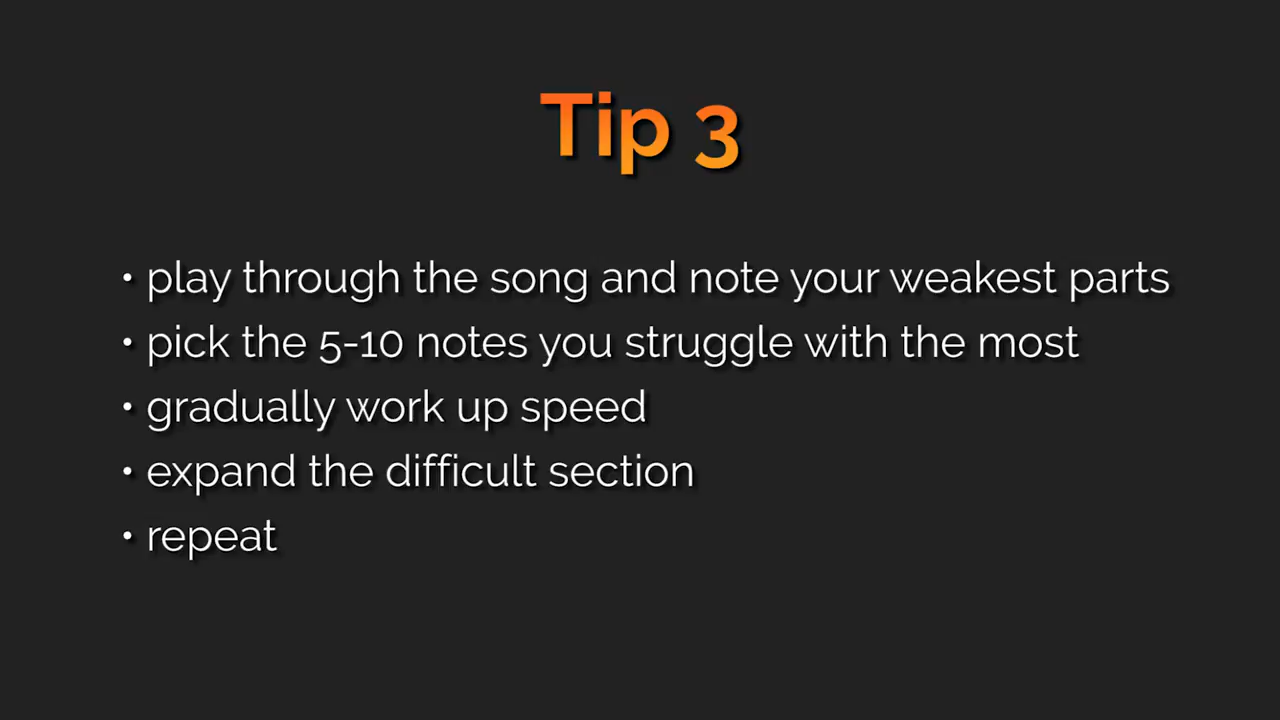 Tip 3
• play through the song and note your weakest parts
• pick the 5-10 notes you struggle with the most
• gradually work up speed
• expand the difficult section
• repeat